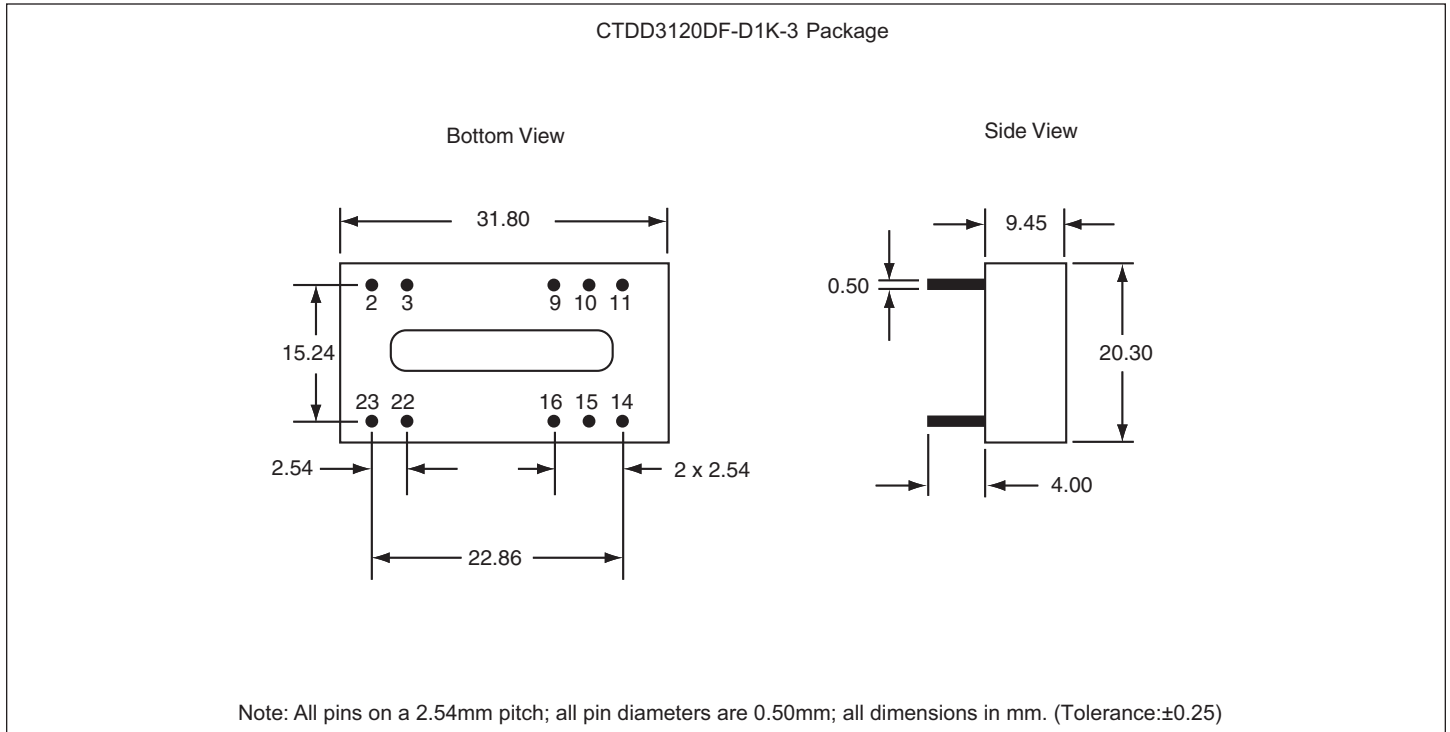 CTDD3120DF-D1K-3 Package
Bottom View
Side View
31.80
9.45
2 3 9 10 11
0.50
15.24
20.30
23 22 16 15 14
2.54
2 x 2.54
4.00
22.86
Note: All pins on a 2.54mm pitch; all pin diameters are 0.50mm; all dimensions in mm. (Tolerance:±0.25)